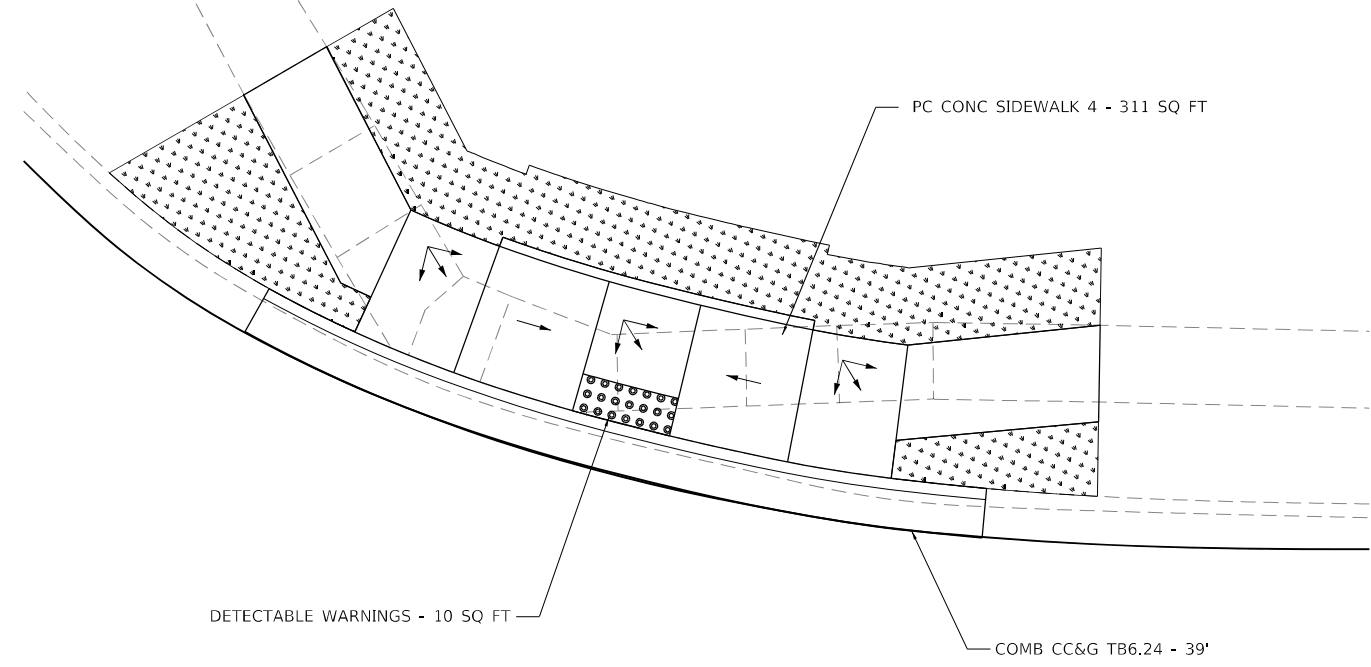 PC CONC SIDEWALK 4 - 311 SQ FT
DETECTABLE WARNINGS - 10 SQ FT
COMB CC&G TB6.24 - 39'